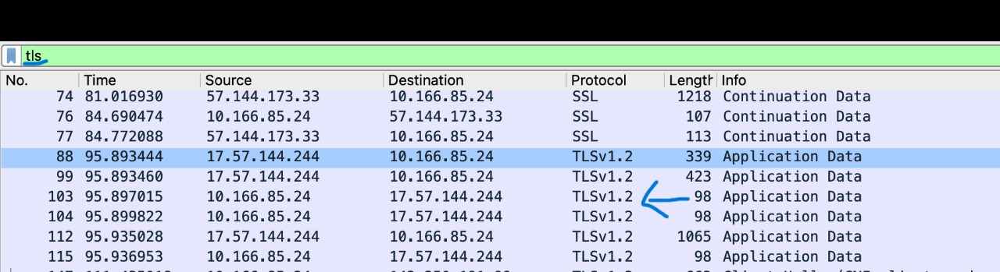 tls
No. Time Source Destination Protocol Length Info
74 81.016930 57.144.173.33 10.166.85.24 SSL 1218 Continuation Data
76 84.690474 10.166.85.24 57.144.173.33 SSL 107 Continuation Data
77 84.772088 57.144.173.33 10.166.85.24 SSL 113 Continuation Data
88 95.893444 17.57.144.244 10.166.85.24 TLSv1.2 339 Application Data
99 95.893460 17.57.144.244 10.166.85.24 TLSv1.2 423 Application Data
103 95.897015 10.166.85.24 17.57.144.244 TLSv1.2 98 Application Data
104 95.899822 10.166.85.24 17.57.144.244 TLSv1.2 98 Application Data
112 95.935028 17.57.144.244 10.166.85.24 TLSv1.2 1065 Application Data
115 95.936953 10.166.85.24 17.57.144.244 TLSv1.2 98 Application Data